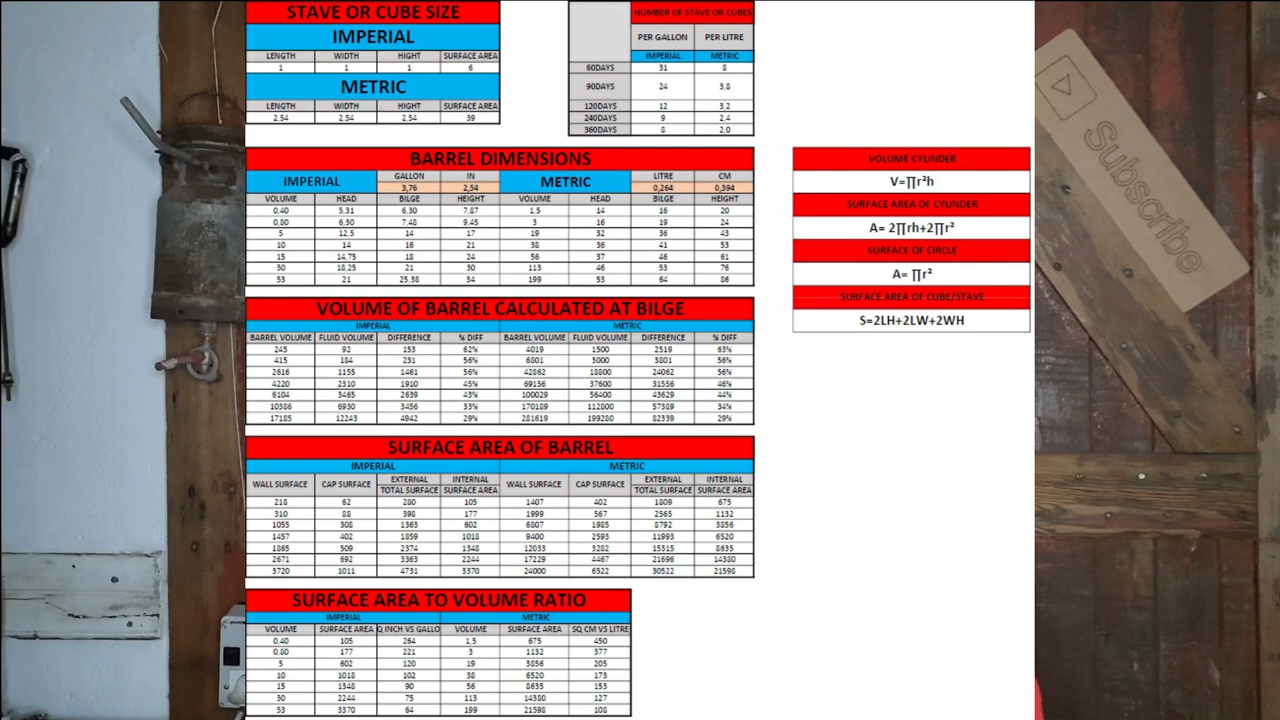 STAVE OR CUBE SIZE
IMPERIAL
LENGTH WIDTH HIGHT SURFACE AREA
1 1 1 6
METRIC
LENGTH WIDTH HIGHT SURFACE AREA
2.54 2.54 2.54 39
NUMBER OF STAVE OR CUBES
PER GALLON PER LITRE
IMPERIAL METRIC
60DAYS 31 8
90DAYS 24 3.8
120DAYS 12 3.2
240DAYS 9 2.4
360DAYS 8 2.0
BARREL DIMENSIONS
IMPERIAL GALLON IN METRIC LITRE CM
3,76 2,54 0,264 0,394
VOLUME HEAD BILGE HEIGHT VOLUME HEAD BILGE HEIGHT
0,40 5.31 6.30 7.87 1,5 14 16 20
0,80 6.30 7.48 9.45 3 16 19 24
5 12.5 14 17 19 32 36 43
10 14 16 21 38 36 41 53
15 14.75 18 24 56 37 46 61
30 18,25 21 30 113 46 53 76
53 21 25.38 34 199 53 64 86
VOLUME OF BARREL CALCULATED AT BILGE
IMPERIAL METRIC
BARREL VOLUME FLUID VOLUME DIFFERENCE % DIFF BARREL VOLUME FLUID VOLUME DIFFERENCE % DIFF
245 92 153 62% 4019 1500 2519 63%
415 184 231 56% 6801 3000 3801 56%
2616 1155 1461 56% 42862 18800 24062 56%
4220 2310 1910 45% 69156 37600 31556 46%
6104 3465 2639 43% 100029 56400 43629 44%
10386 6930 3456 33% 170189 112800 57389 34%
17185 12243 4942 29% 281619 199280 82339 29%
SURFACE AREA OF BARREL
IMPERIAL METRIC
WALL SURFACE CAP SURFACE EXTERNAL TOTAL SURFACE INTERNAL SURFACE AREA WALL SURFACE CAP SURFACE EXTERNAL TOTAL SURFACE INTERNAL SURFACE AREA
218 62 280 105 1407 402 1809 675
310 88 398 177 1999 567 2565 1132
1055 308 1363 602 6807 1985 8792 3856
1457 402 1859 1018 9400 2593 11993 6520
1865 509 2374 1348 12033 3282 15315 8635
2671 692 3363 2244 17229 4467 21696 14380
3720 1011 4731 3370 24000 6522 30522 21598
SURFACE AREA TO VOLUME RATIO
IMPERIAL METRIC
VOLUME SURFACE AREA Q INCH VS GALLO VOLUME SURFACE AREA SQ CM VS LITRE
0,40 105 264 1,5 675 450
0,80 177 221 3 1132 377
5 602 120 19 3856 205
10 1018 102 38 6520 173
15 1348 90 56 8635 153
30 2244 75 113 14380 127
53 3370 64 199 21598 108
VOLUME CYLINDER
V=∏r²h
SURFACE AREA OF CYLINDER
A= 2∏rh+2∏r²
SURFACE OF CIRCLE
A= ∏r²
SURFACE AREA OF CUBE/STAVE
S=2LH+2LW+2WH
Subscribe